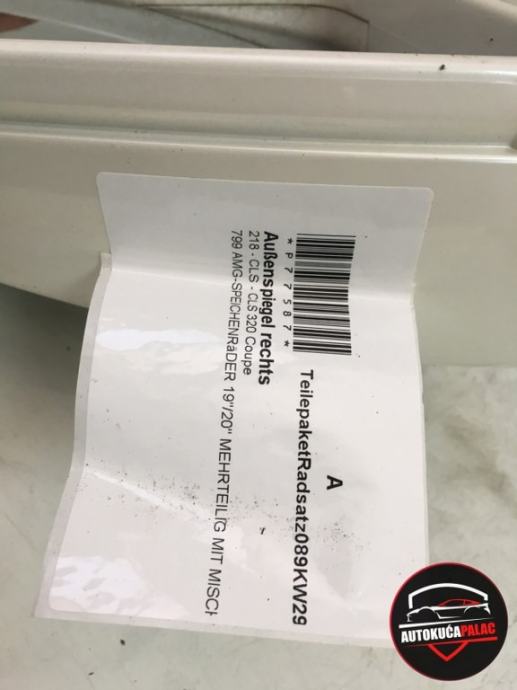 A
TeilepaketRadsatz089KW29
*P77587*
Außenspiegel rechts
218 - CLS - CLS 320 Coupe
799 AMG-SPEICHENRäDER 19"/20" MEHRTEILIG MIT MISCH
AUTOKUĆAPALAC